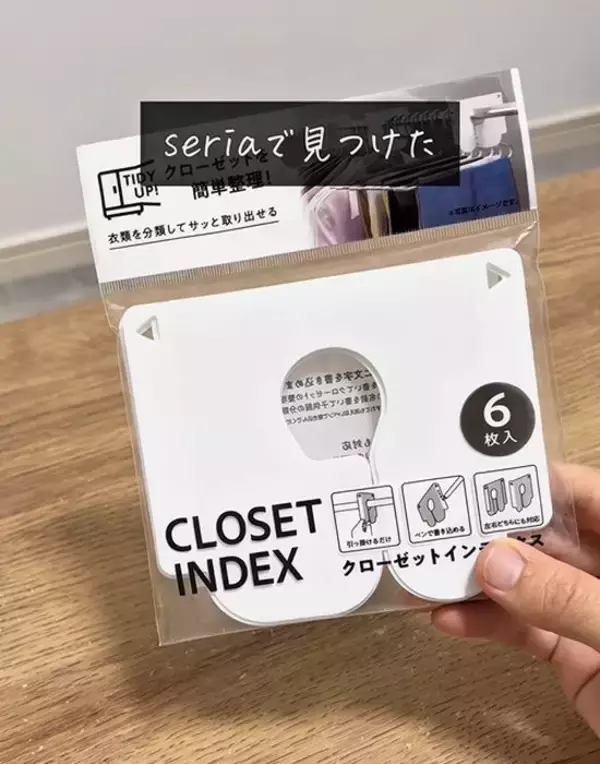 seriaで見つけた
TIDY
UP!
クローゼットを
簡単整理!
衣類を分類してサッと取り出せる
6
枚入
CLOSET
INDEX
引っ掛けるだけ
ペンで書き込める
左右どちらにも対応
クローゼットインデックス